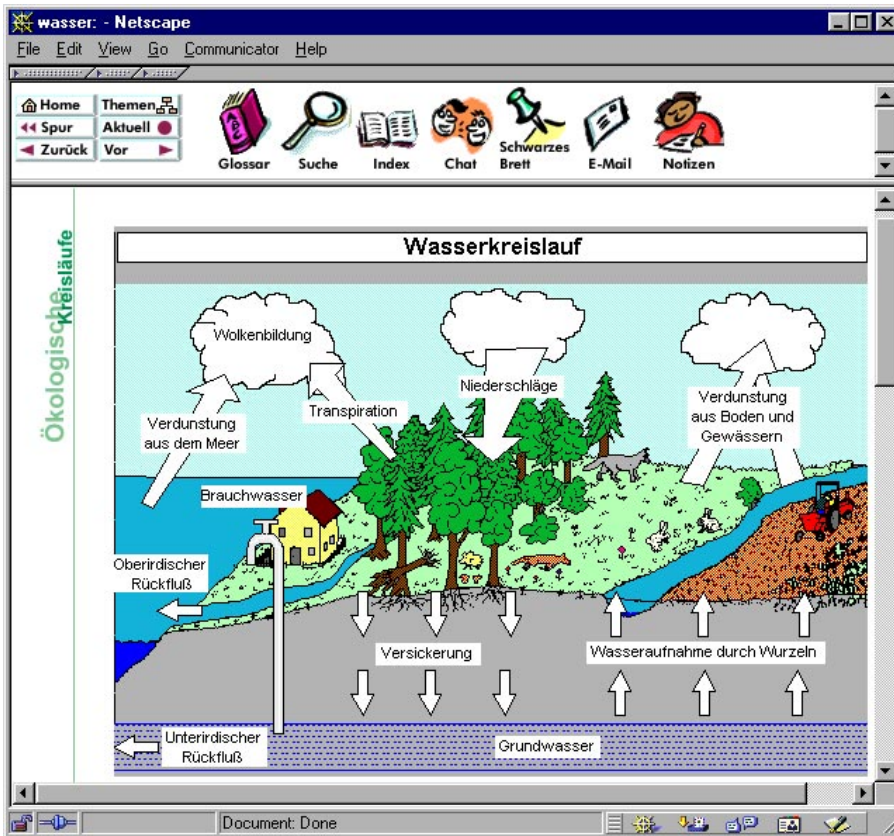 wasser: - Netscape
File Edit View Go Communicator Help
Home Themen
Spur Aktuell
Zurück Vor
Glossar
Suche
Index
Chat
Schwarzes
Brett
E-Mail
Notizen
Ökologische
Kreisläufe
Wasserkreislauf
Wolkenbildung
Niederschläge
Transpiration
Verdunstung
aus dem Meer
Verdunstung
aus Boden und
Gewässern
Brauchwasser
Oberirdischer
Rückfluß
Versickerung
Wasseraufnahme durch Wurzeln
Unterirdischer
Rückfluß
Grundwasser
Document: Done